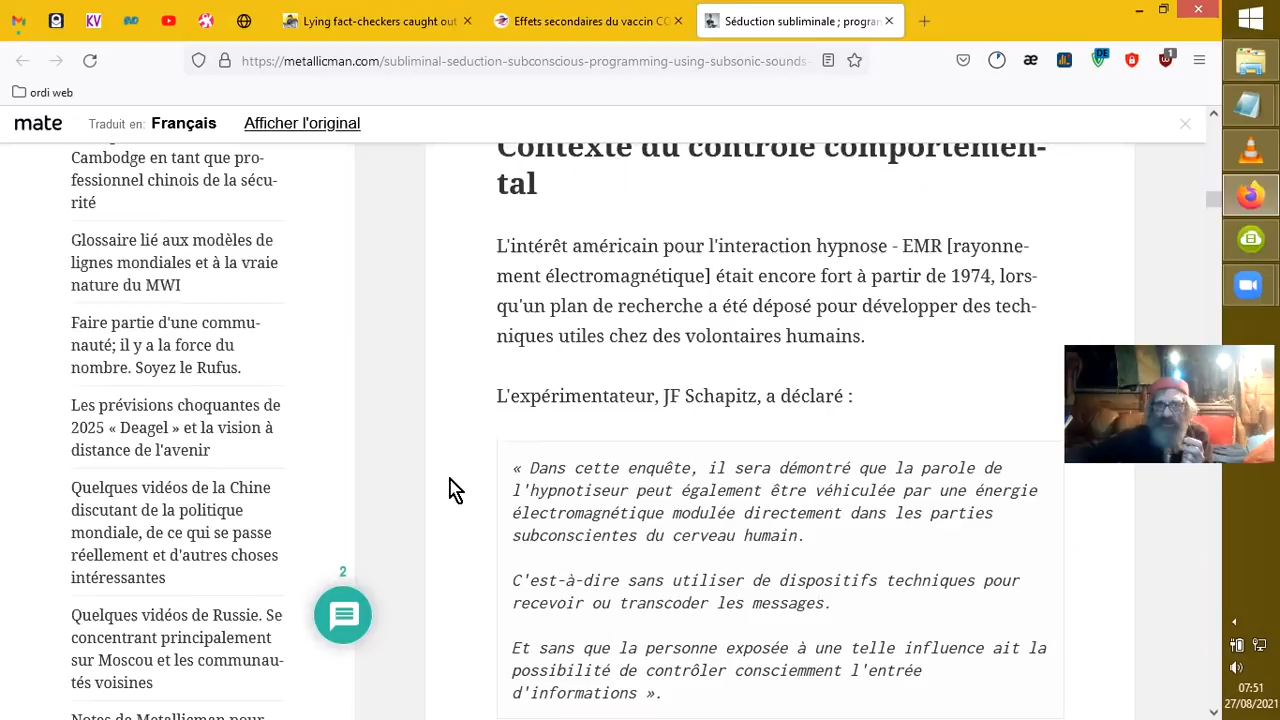 Lying fact-checkers caught out
Effets secondaires du vaccin CO
Séduction subliminale ; progran
https://metallicman.com/subliminal-seduction-subconscious-programming-using-subsonic-sounds-
ordi web
mate Traduit en: Français Afficher l'original
Cambodge en tant que pro-
fessionnel chinois de la sécu-
rité
Glossaire lié aux modèles de
lignes mondiales et à la vraie
nature du MWI
Faire partie d'une commu-
nauté; il y a la force du
nombre. Soyez le Rufus.
Les prévisions choquantes de
2025 « Deagel » et la vision à
distance de l'avenir
Quelques vidéos de la Chine
discutant de la politique
mondiale, de ce qui se passe
réellement et d'autres choses
intéressantes
Quelques vidéos de Russie. Se
concentrant principalement
sur Moscou et les communau-
tés voisines
Notes de Metallicman pour
2
Contexte du contrôle comportemen-
tal
L'intérêt américain pour l'interaction hypnose - EMR [rayonne-
ment électromagnétique] était encore fort à partir de 1974, lors-
qu'un plan de recherche a été déposé pour développer des tech-
niques utiles chez des volontaires humains.
L'expérimentateur, JF Schapitz, a déclaré :
« Dans cette enquête, il sera démontré que la parole de
l'hypnotiseur peut également être véhiculée par une énergie
électromagnétique modulée directement dans les parties
subconscientes du cerveau humain.
C'est-à-dire sans utiliser de dispositifs techniques pour
recevoir ou transcoder les messages.
Et sans que la personne exposée à une telle influence ait la
possibilité de contrôler consciemment l'entrée
d'informations ».
KV
æ
DE
1
07:51
27/08/2021